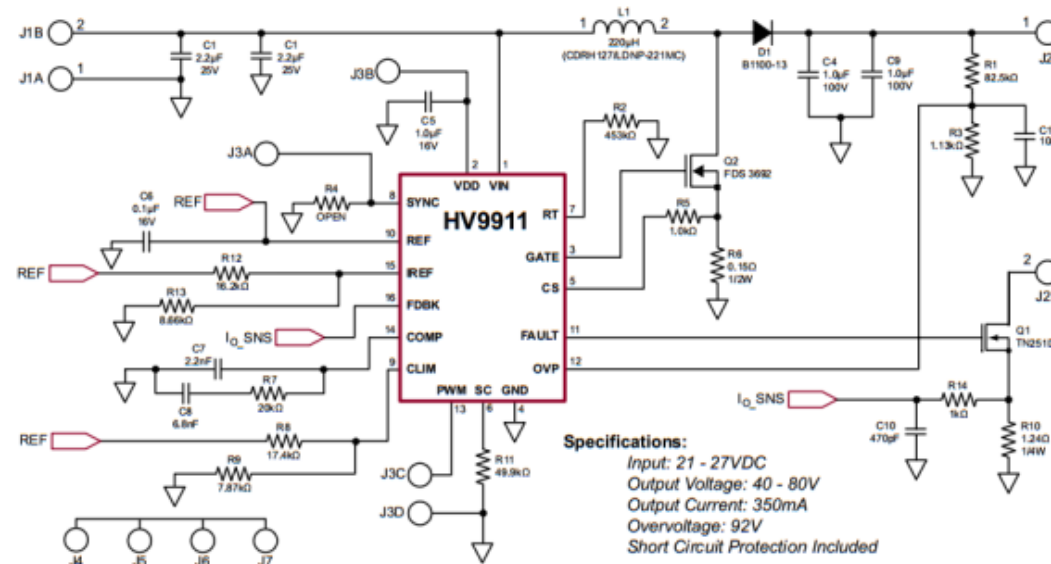 J1B
2
J1A
1
C1
2.2µF
25V
C1
2.2µF
25V
J3B
C5
1.0µF
16V
1
L1
2
220µH
(CDRH127/LDNP-221MC)
D1
B1100-13
C4
1.0µF
100V
C9
1.0µF
100V
R1
82.5kΩ
1
R3
1.13kΩ
R2
453kΩ
Q2
FDS 3692
J3A
R4
OPEN
C6
0.1µF
16V
REF
REF
R12
16.2kΩ
R13
8.66kΩ
IO_SNS
C7
2.2nF
R7
20kΩ
C8
6.8nF
REF
R8
17.4kΩ
R9
7.87kΩ
2
1
VDD
VIN
HV9911
8
SYNC
10
REF
15
IREF
16
FDBK
14
COMP
9
CLIM
RT
7
GATE
3
CS
5
FAULT
11
OVP
12
PWM
SC
GND
13
6
4
R5
1.0kΩ
R6
0.15Ω
1/2W
R11
49.9kΩ
J3C
J3D
2
Q1
IO_SNS
R14
1kΩ
C10
470pF
R10
1.24Ω
1/4W
J4
J5
J6
J7
Specifications:
Input: 21 - 27VDC
Output Voltage: 40 - 80V
Output Current: 350mA
Overvoltage: 92V
Short Circuit Protection Included